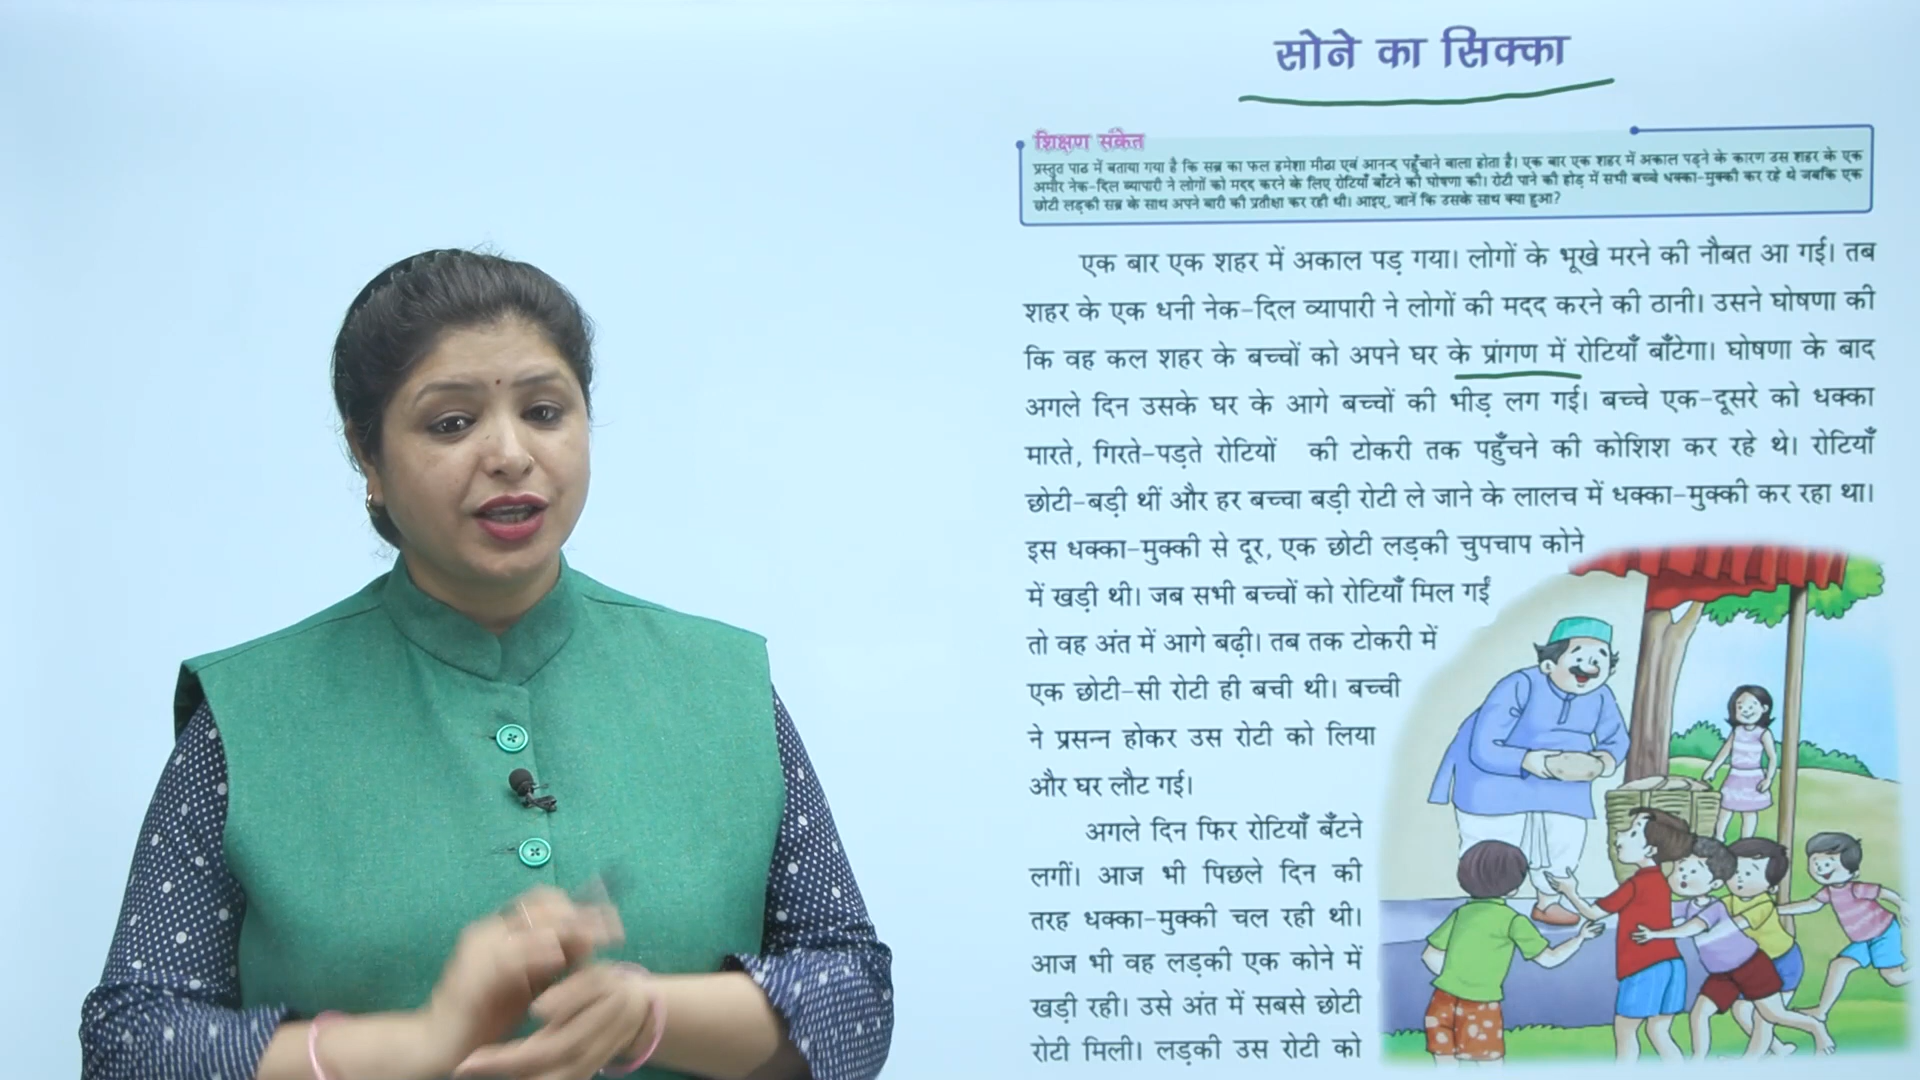 सोने का सिक्का
शिक्षण संकेत
प्रस्तुत पाठ में बताया गया है कि सब्र का फल हमेशा मीठा एवं आनन्द पहुँचाने वाला होता है। एक बार एक शहर में अकाल पड़ने के कारण उस शहर के एक
अमीर नेक-दिल व्यापारी ने लोगों को मदद करने के लिए रोटियाँ बाँटने की घोषणा की। रोटी पाने की होड़ में सभी बच्चे धक्का-मुक्की कर रहे थे जबकि एक
छोटी लड़की सब्र के साथ अपने बारी की प्रतीक्षा कर रही थी। आइए, जानें कि उसके साथ क्या हुआ?
एक बार एक शहर में अकाल पड़ गया। लोगों के भूखे मरने की नौबत आ गई। तब
शहर के एक धनी नेक-दिल व्यापारी ने लोगों की मदद करने की ठानी। उसने घोषणा की
कि वह कल शहर के बच्चों को अपने घर के प्रांगण में रोटियाँ बाँटेगा। घोषणा के बाद
अगले दिन उसके घर के आगे बच्चों की भीड़ लग गई। बच्चे एक-दूसरे को धक्का
मारते, गिरते-पड़ते रोटियों की टोकरी तक पहुँचने की कोशिश कर रहे थे। रोटियाँ
छोटी-बड़ी थीं और हर बच्चा बड़ी रोटी ले जाने के लालच में धक्का-मुक्की कर रहा था।
इस धक्का-मुक्की से दूर, एक छोटी लड़की चुपचाप कोने
में खड़ी थी। जब सभी बच्चों को रोटियाँ मिल गईं
तो वह अंत में आगे बढ़ी। तब तक टोकरी में
एक छोटी-सी रोटी ही बची थी। बच्ची
ने प्रसन्न होकर उस रोटी को लिया
और घर लौट गई।
अगले दिन फिर रोटियाँ बँटने
लगीं। आज भी पिछले दिन की
तरह धक्का-मुक्की चल रही थी।
आज भी वह लड़की एक कोने में
खड़ी रही। उसे अंत में सबसे छोटी
रोटी मिली। लड़की उस रोटी को